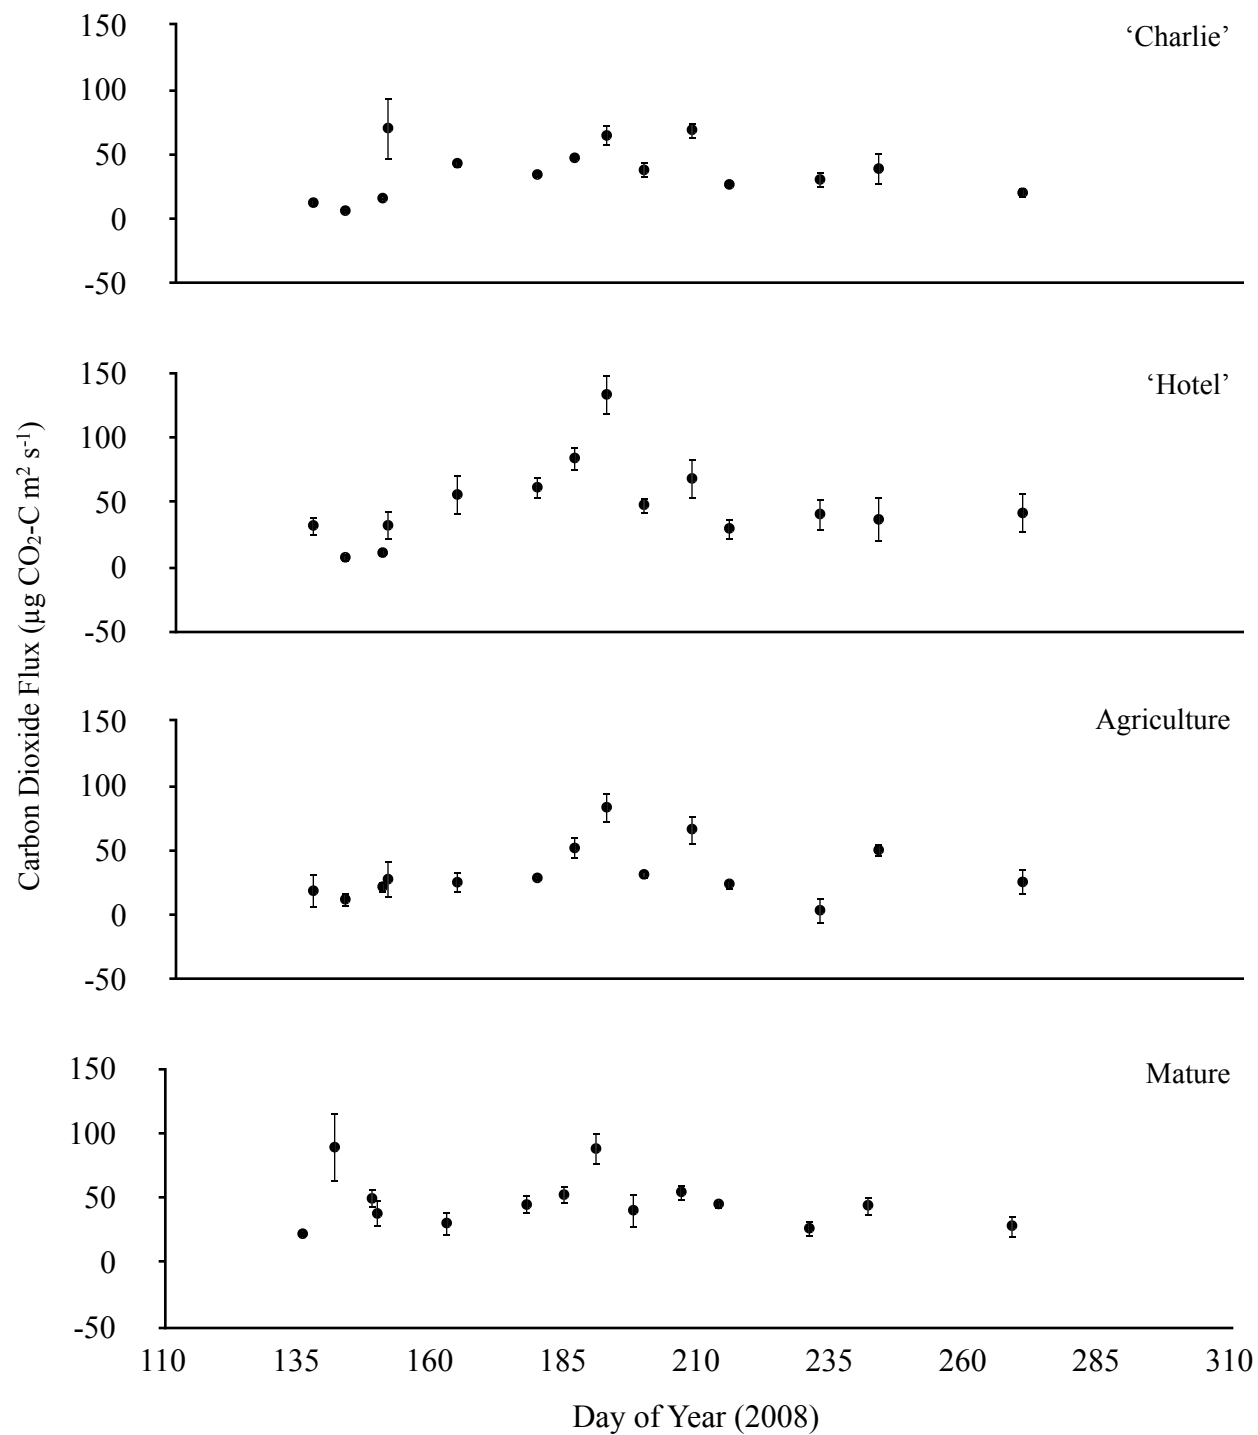 150
‘Charlie’
100
50
0
-50
150
‘Hotel’
100
50
0
-50
Carbon Dioxide Flux (µg CO₂-C m² s⁻¹)
150
Agriculture
100
50
0
-50
150
Mature
100
50
0
-50
110 135 160 185 210 235 260 285 310
Day of Year (2008)